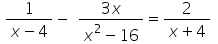 1/(x − 4) − 3x/(x² − 16) = 2/(x + 4)